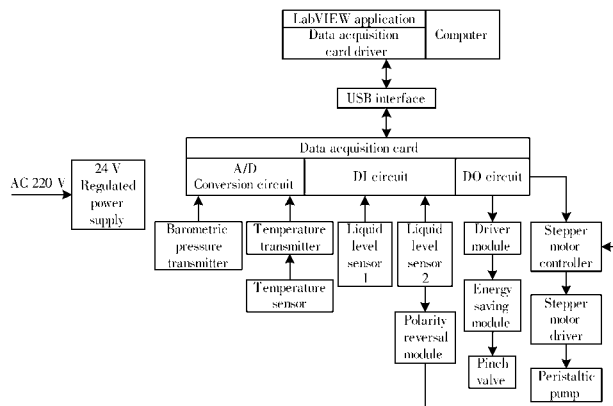 LabVIEW application
Data acquisition
card driver
Computer
USB interface
Data acquisition card
A/D
Conversion circuit
DI circuit
DO circuit
AC 220 V
24 V
Regulated
power
supply
Barometric
pressure
transmitter
Temperature
transmitter
Liquid
level
sensor
1
Liquid
level
sensor
2
Driver
module
Stepper
motor
controller
Temperature
sensor
Polarity
reversal
module
Energy
saving
module
Stepper
motor
driver
Pinch
valve
Peristaltic
pump